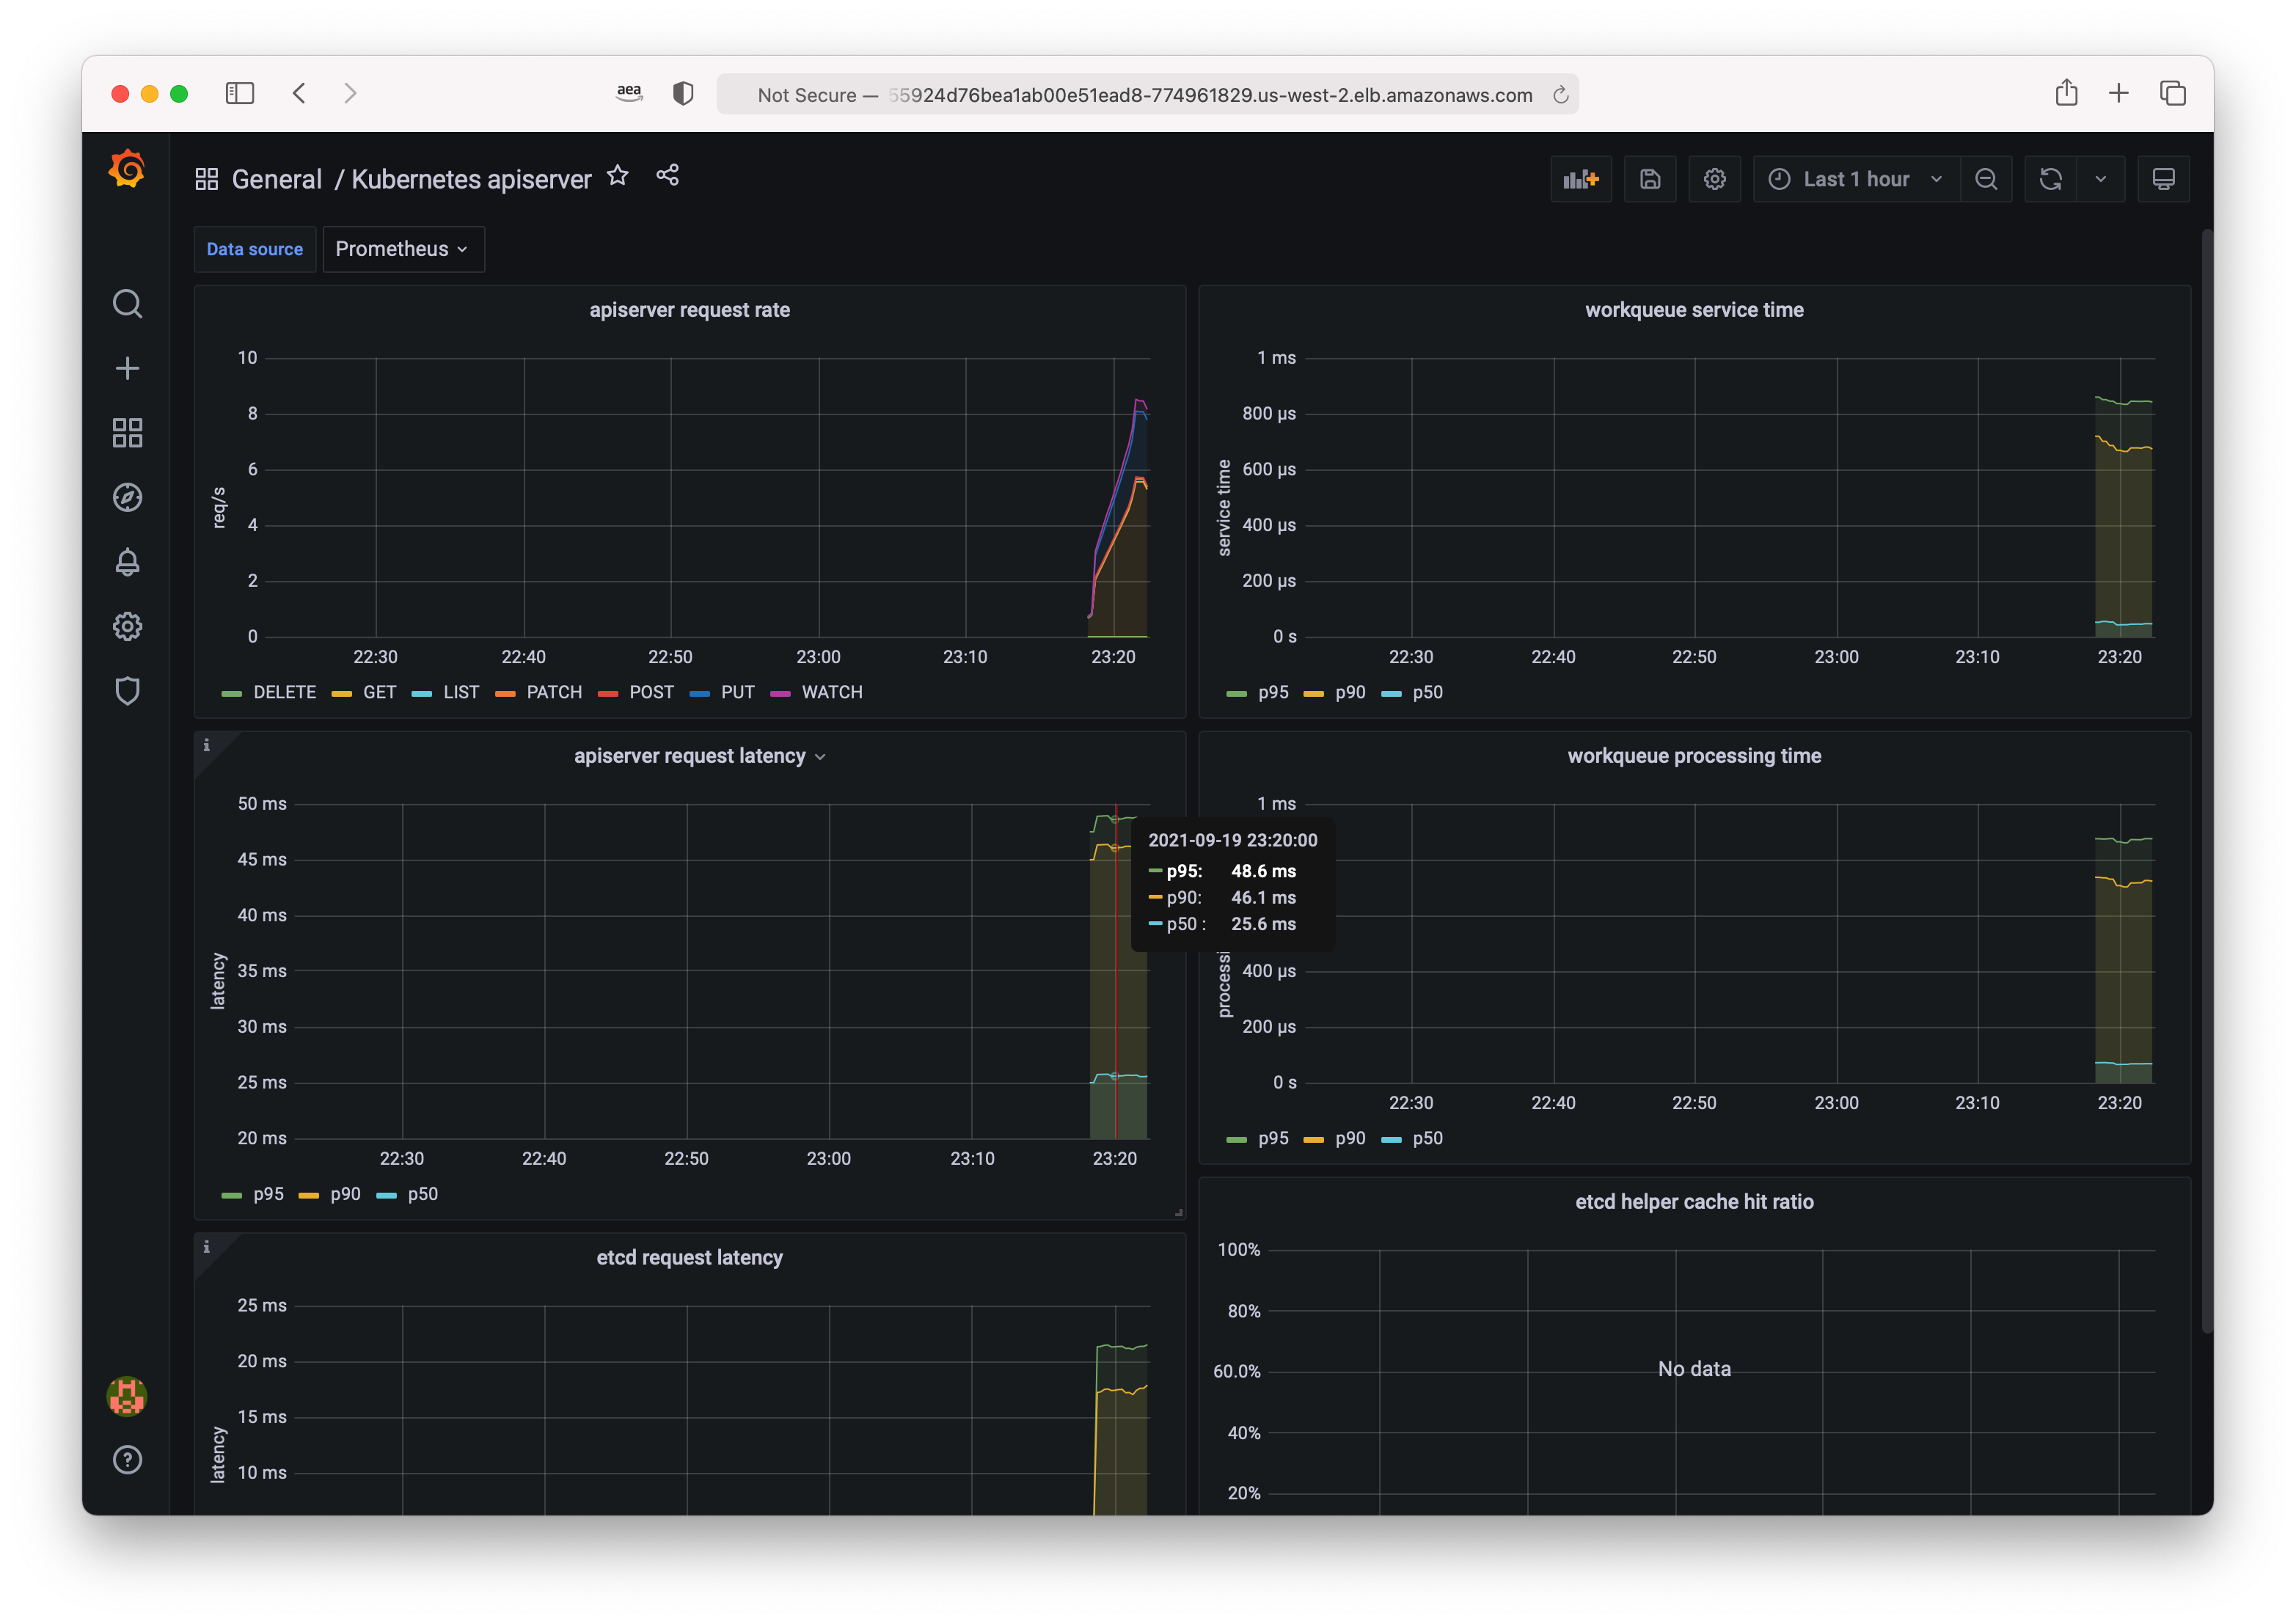 aea
Not Secure — 55924d76bea1ab00e51ead8-774961829.us-west-2.elb.amazonaws.com
General / Kubernetes apiserver
Last 1 hour
Data source
Prometheus
apiserver request rate
10
8
6
4
2
0
req/s
22:30 22:40 22:50 23:00 23:10 23:20
DELETE GET LIST PATCH POST PUT WATCH
workqueue service time
1 ms
800 µs
600 µs
400 µs
200 µs
0 s
service time
22:30 22:40 22:50 23:00 23:10 23:20
p95 p90 p50
i
apiserver request latency
50 ms
45 ms
40 ms
35 ms
30 ms
25 ms
20 ms
latency
22:30 22:40 22:50 23:00 23:10 23:20
p95 p90 p50
2021-09-19 23:20:00
p95: 48.6 ms
p90: 46.1 ms
p50 : 25.6 ms
workqueue processing time
1 ms
400 µs
200 µs
0 s
processi
22:30 22:40 22:50 23:00 23:10 23:20
p95 p90 p50
i
etcd request latency
25 ms
20 ms
15 ms
10 ms
latency
etcd helper cache hit ratio
100%
80%
60.0%
40%
20%
No data
?